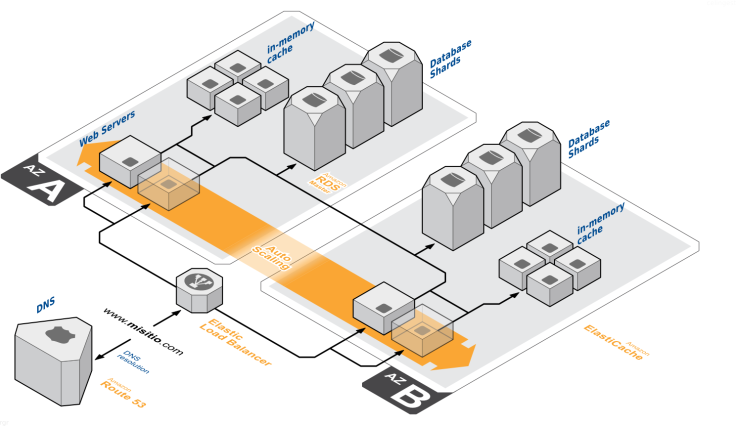 in-memory
cache
Database
Shards
Web Servers
AZ
A
Amazon
RDS
Master
Database
Shards
in-memory
cache
Auto
Scaling
DNS
www.misitio.com
Elastic
Load Balancer
DNS
resolution
Amazon
Route 53
Amazon
ElastiCache
AZ
B